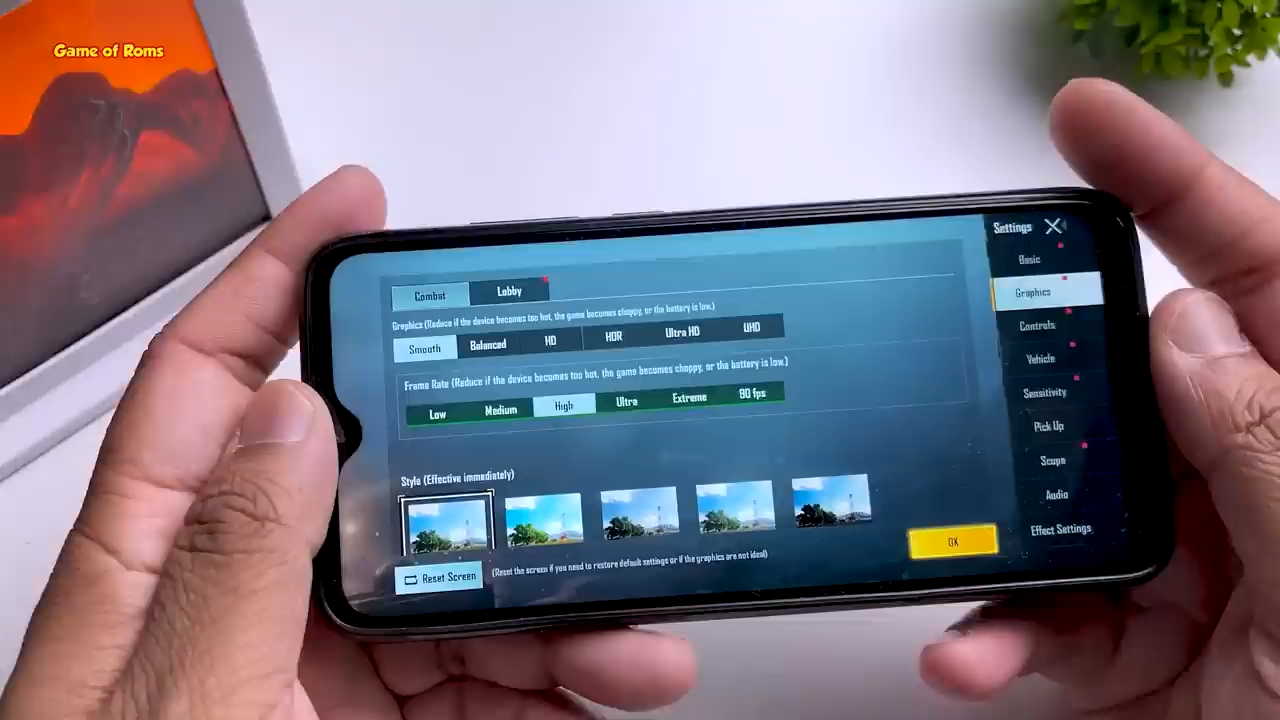 Game of Roms
Settings
Combat
Lobby
Graphics (Reduce if the device becomes too hot, the game becomes choppy, or the battery is low.)
Smooth
Balanced
HD
HDR
Ultra HD
UHD
Frame Rate (Reduce if the device becomes too hot, the game becomes choppy, or the battery is low.)
Low
Medium
High
Ultra
Extreme
90 fps
Style (Effective immediately)
Reset Screen
(Reset the screen if you need to restore default settings or if the graphics are not ideal)
OK
Basic
Graphics
Controls
Vehicle
Sensitivity
Pick Up
Scope
Audio
Effect Settings